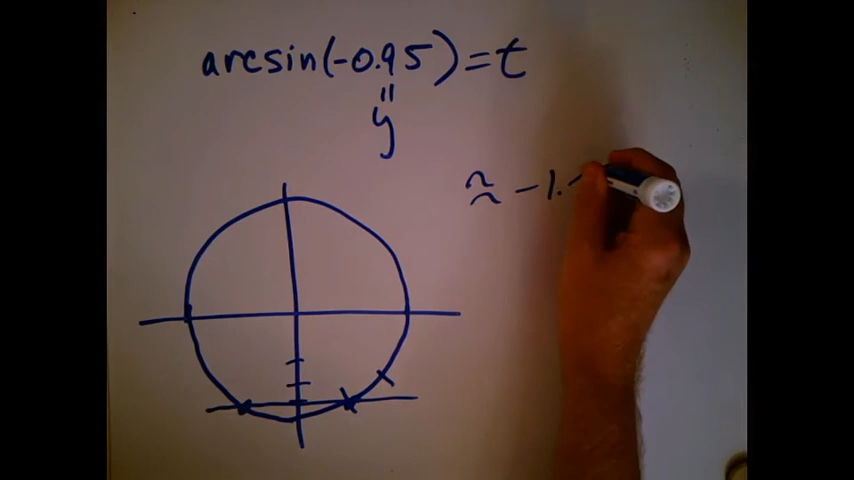 arcsin(-0.95) = t
"
y
≈ -1.